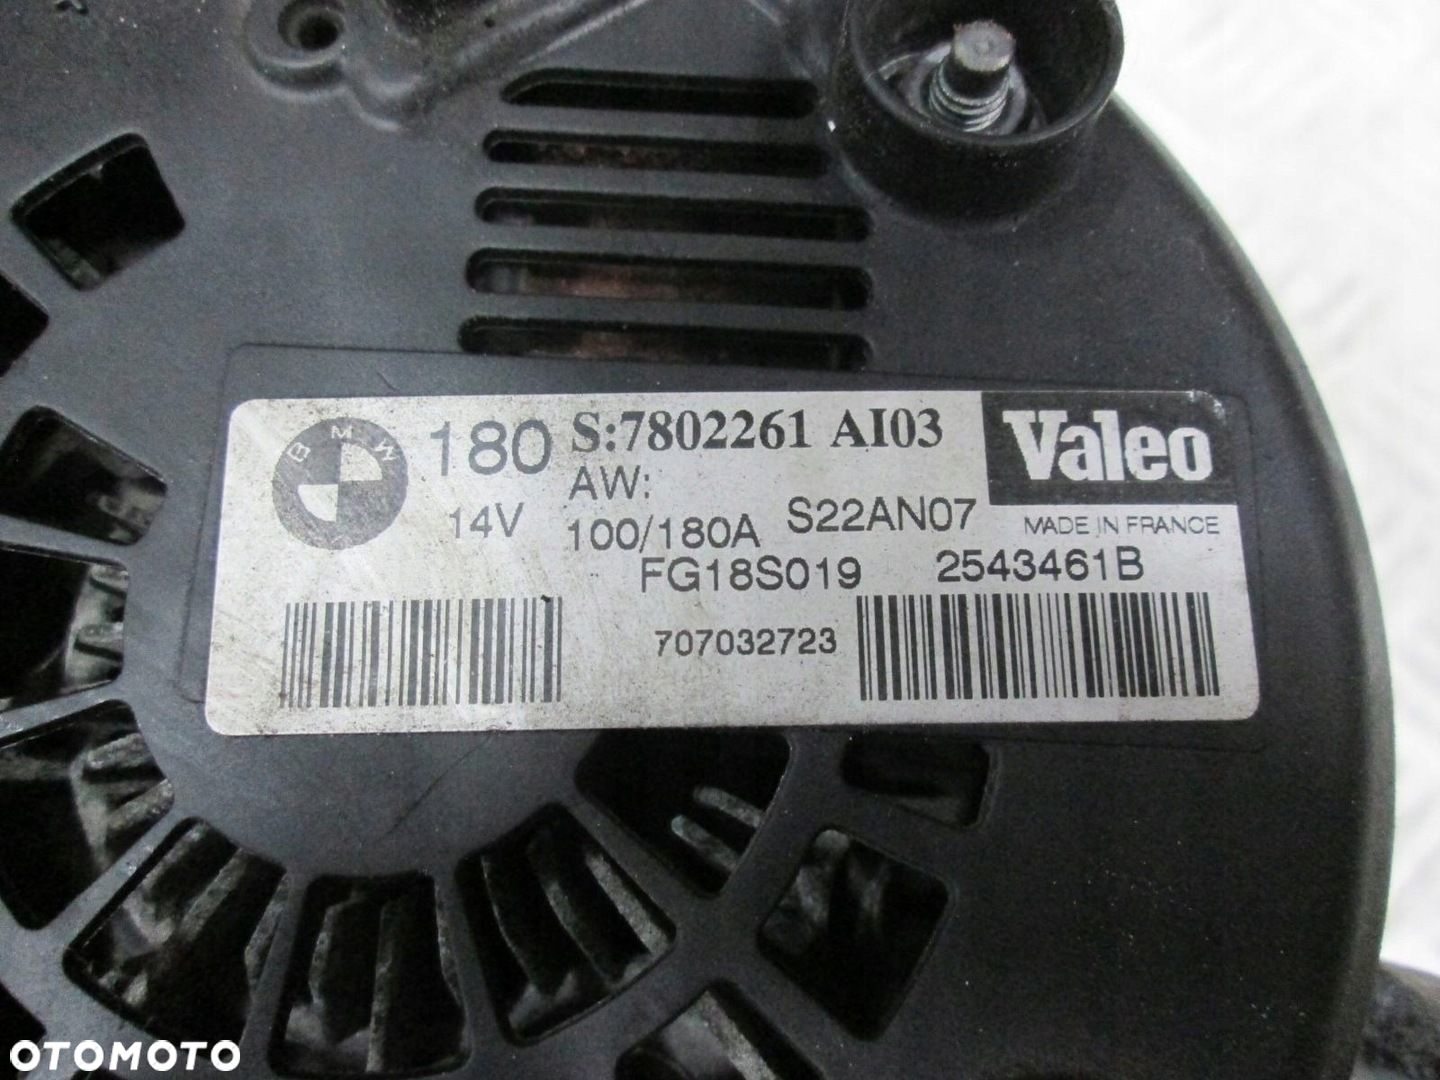 BMW
180 S:7802261 AI03 Valeo
AW:
14V 100/180A S22AN07 MADE IN FRANCE
FG18S019 2543461B
707032723
OTOMOTO